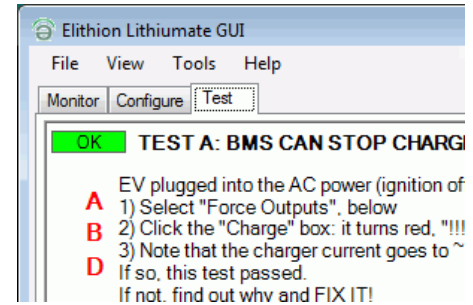 Elithion Lithiumate GUI
File View Tools Help
Monitor Configure Test
OK TEST A: BMS CAN STOP CHARG
EV plugged into the AC power (ignition of
A 1) Select "Force Outputs", below
B 2) Click the "Charge" box: it turns red, "!!!
D 3) Note that the charger current goes to ~
If so, this test passed.
If not, find out why and FIX IT!